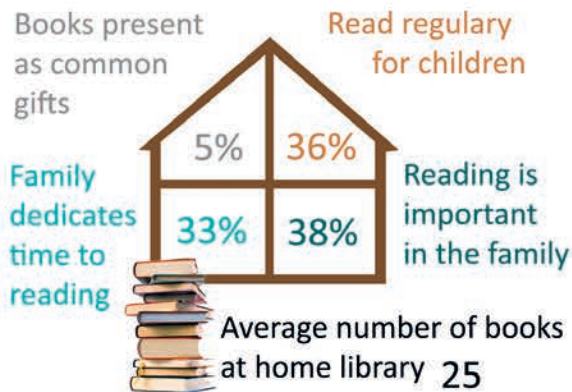 Books present
as common
gifts
Read regulary
for children
5%
36%
Family
dedicates
time to
reading
33%
38%
Reading is
important
in the family
Average number of books
at home library 25